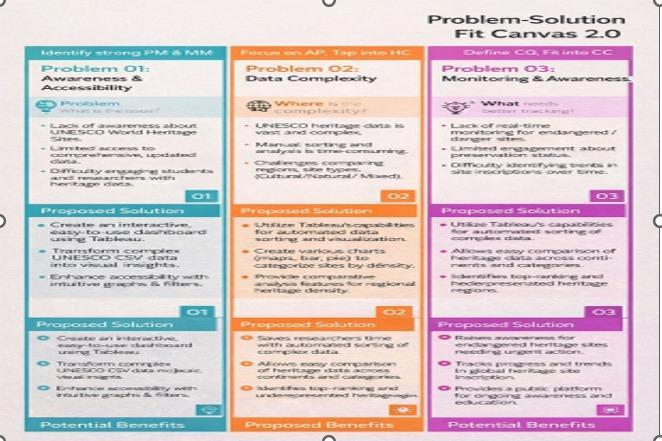 Problem-Solution
Fit Canvas 2.0
Identify strong PM & MM
Problem 01:
Awareness &
Accessibility
Problem
What is the issue?
• Lack of awareness about
UNESCO World Heritage
Sites.
• Limited access to
comprehensive, updated
data.
• Difficulty engaging students
and researchers with
heritage data.
01
Proposed Solution
• Create an interactive,
easy-to-use dashboard
using Tableau.
• Transform complex
UNESCO CSV data
into visual insights.
• Enhance accessibility with
intuitive graphs & filters.
01
Proposed Solution
Create an interactive,
easy-to-use dashboard
using Tableau
Transform complex
UNESCO CSV data
Enhance accessibility with
intuitive graphs & filters.
Potential Benefits
Focus on AP, Tap into HC
Problem 02:
Data Complexity
Where is the
complexity?
• UNESCO heritage data is
vast and complex.
• Manual sorting and
analysis is time-consuming.
• Challenges comparing
regions, sites
(Cultural/Natural/ Mixed).
02
Proposed Solution
• Utilize Tableau's capabilities
for automated data
sorting and visualization.
• Create various charts
(maps, bar, pie) to
categorize sites by density.
• Provide comparative
analysis features for regional
heritage density.
02
Proposed Solution
Saves researchers time
with automated sorting of
complex data.
Allows easy comparison
of heritage data across
continents and categories.
Identifies top-ranking and
underpresented
Proposed Benefits
Define CQ, Fit into CC
Problem 03:
Monitoring & Awareness
What needs
better tracking?
• Lack of real-time
monitoring for endangered /
danger sites.
• Limited engagement about
preservation status.
• Difficulty identifying trends in
site inscriptions over time.
03
Proposed Solution
• Utilize Tableau's-capabilities
for automated sorting of
complex data.
• Allows easy comparison of
heritage data across conti-
nents and categories.
• Identifies top-ranking and
regions.
03
Proposed Solution
Raises awareness for
endangered heritage sites
needing urgent action.
Tracks progress and trends
in global heritage site
inscription.
Provides a public platform
for ongoing awareness and
education.
Potential Benefits